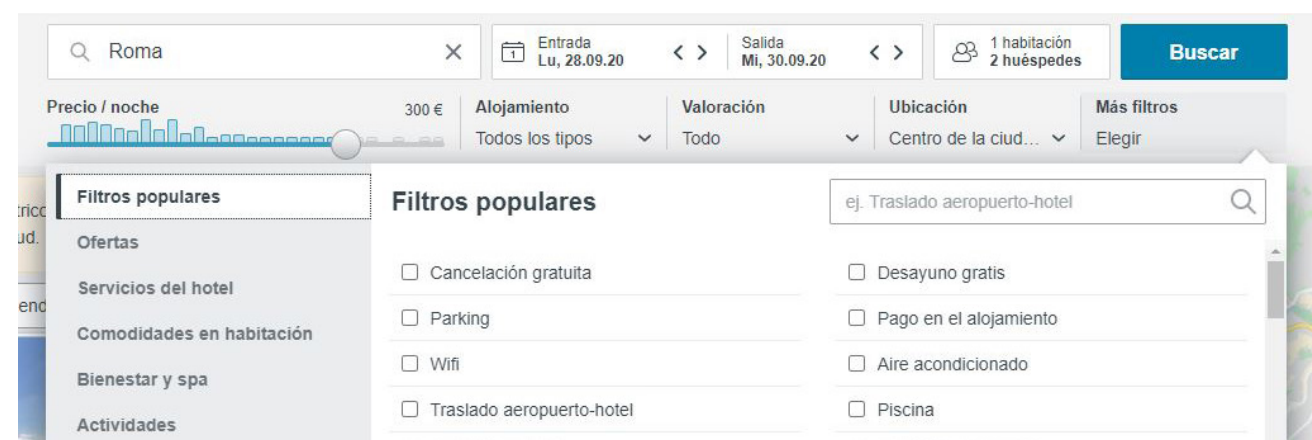 Roma
Entrada
Lu, 28.09.20
Salida
Mi, 30.09.20
1 habitación
2 huéspedes
Buscar
Precio / noche
300 €
Alojamiento
Todos los tipos
Valoración
Todo
Ubicación
Centro de la ciud...
Más filtros
Elegir
Filtros populares
Ofertas
Servicios del hotel
Comodidades en habitación
Bienestar y spa
Actividades
Filtros populares
ej. Traslado aeropuerto-hotel
Cancelación gratuita
Desayuno gratis
Parking
Pago en el alojamiento
Wifi
Aire acondicionado
Traslado aeropuerto-hotel
Piscina